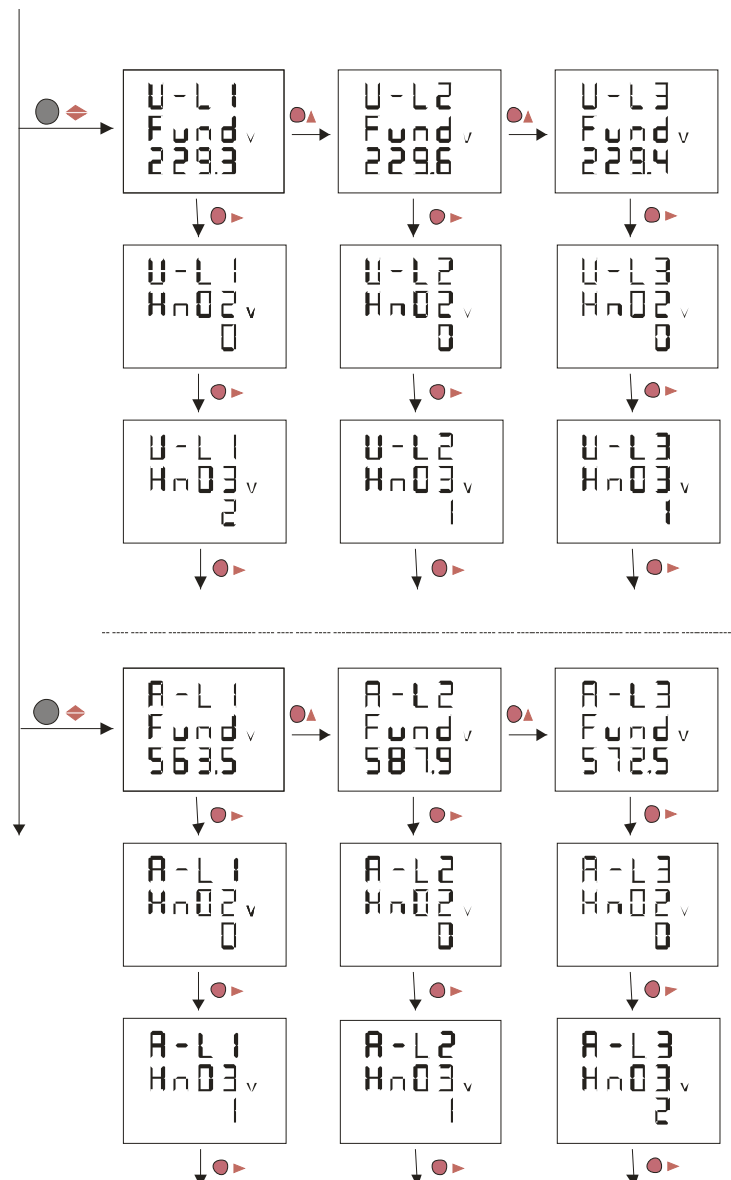 U-L1
Fund V
229.3
U-L2
Fund V
229.6
U-L3
Fund V
229.4
U-L1
Hn02 V
0
U-L2
Hn02 V
0
U-L3
Hn02 V
0
U-L1
Hn03 V
2
U-L2
Hn03 V
1
U-L3
Hn03 V
1
A-L1
Fund V
563.5
A-L2
Fund V
587.9
A-L3
Fund V
572.5
A-L1
Hn02 V
0
A-L2
Hn02 V
0
A-L3
Hn02 V
0
A-L1
Hn03 V
1
A-L2
Hn03 V
1
A-L3
Hn03 V
2